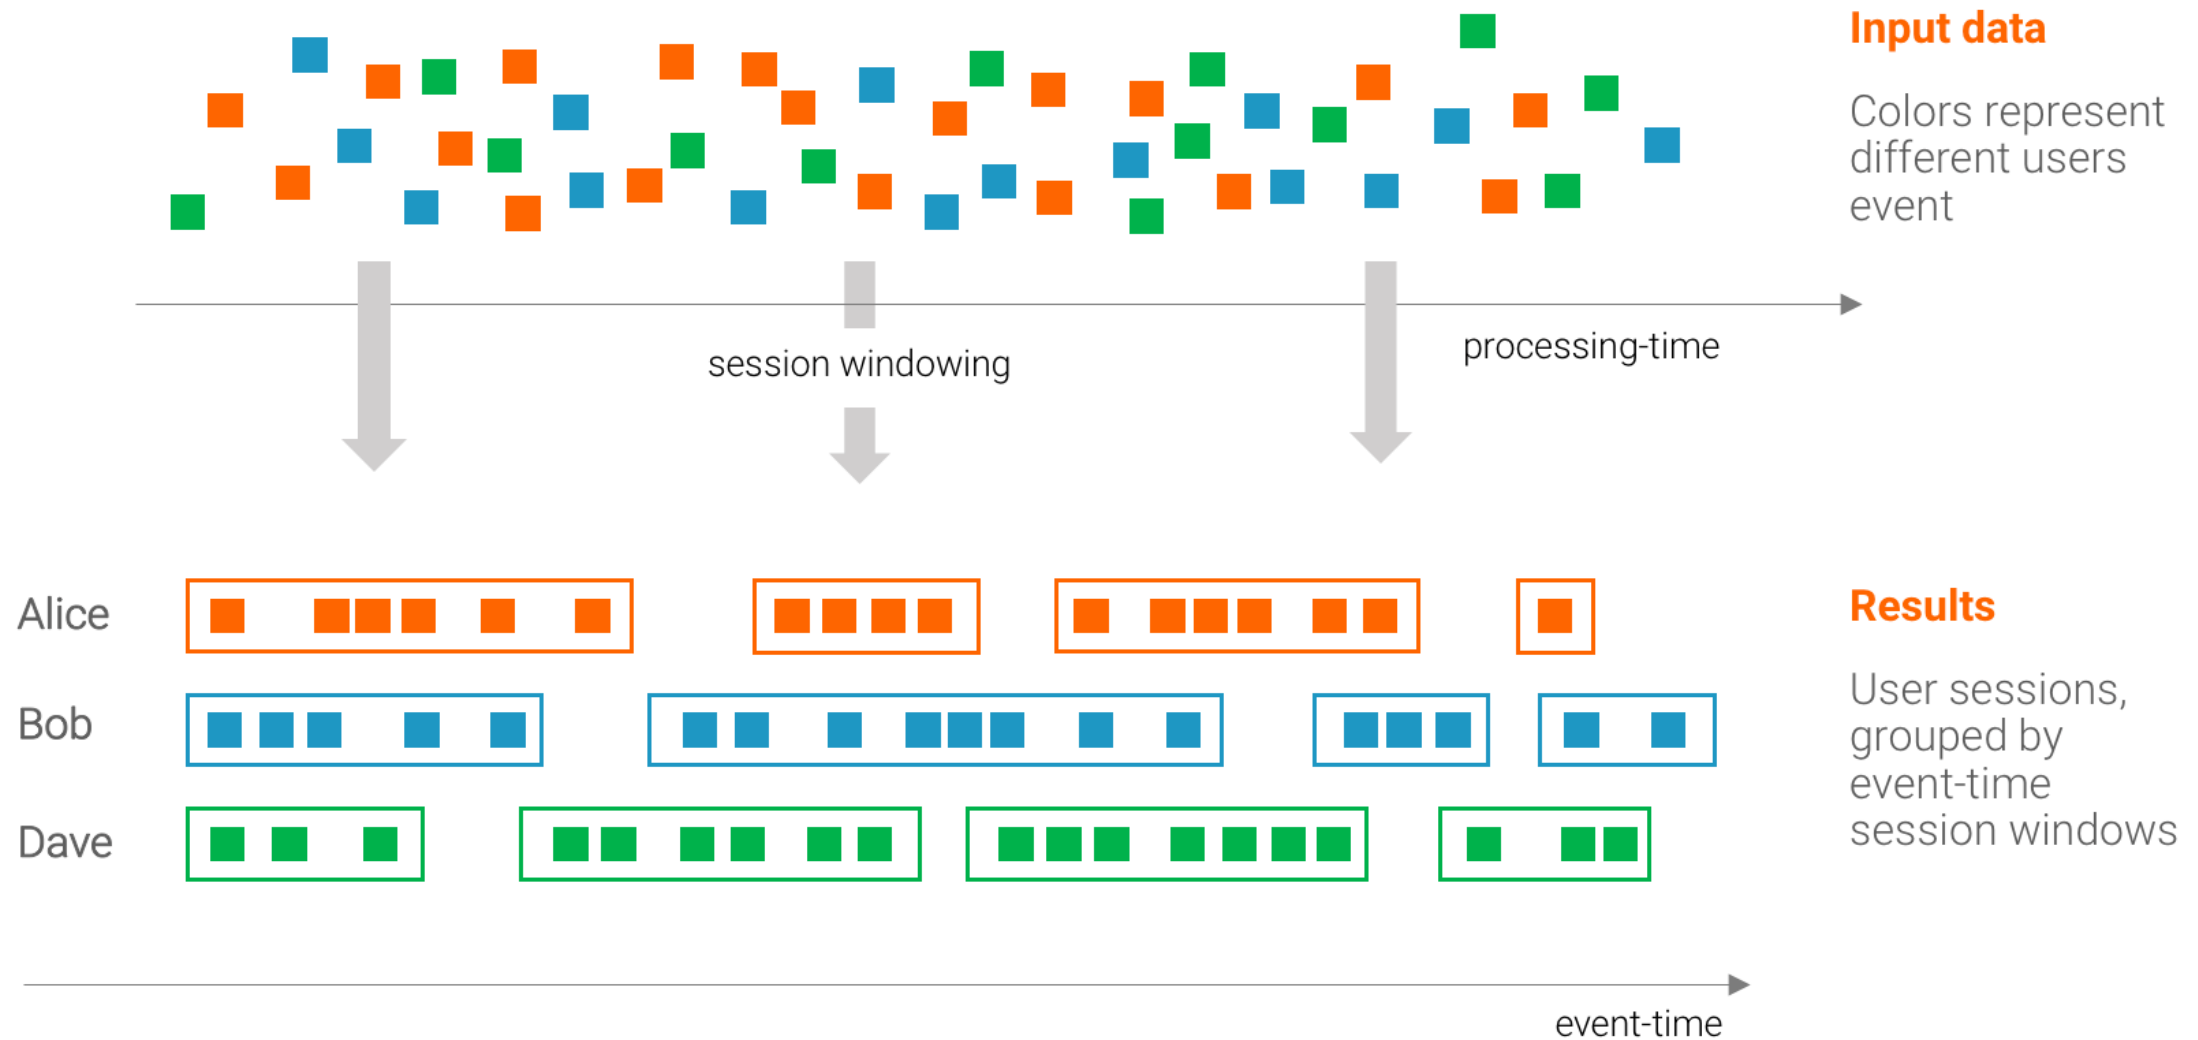 Input data
Colors represent
different users
event
processing-time
session windowing
Alice
Bob
Dave
Results
User sessions,
grouped by
event-time
session windows
event-time